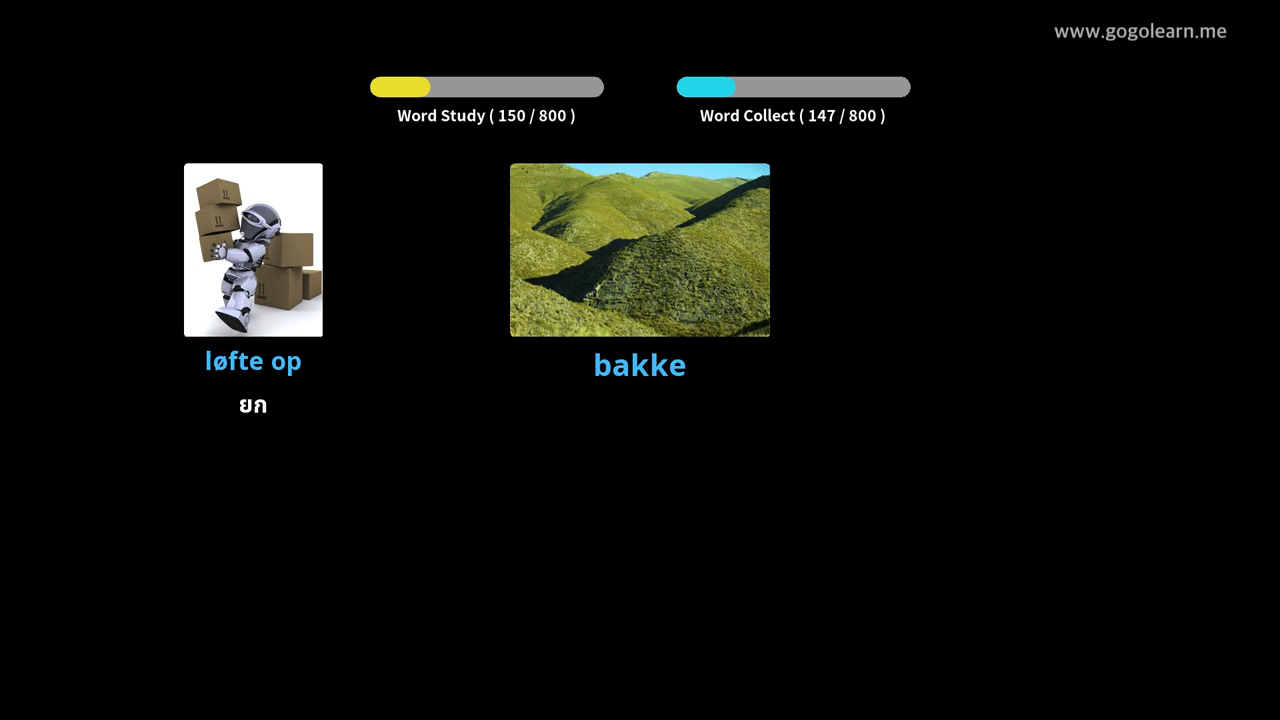 www.gogolearn.me
Word Study ( 150 / 800 )
Word Collect ( 147 / 800 )
løfte op
ยก
bakke